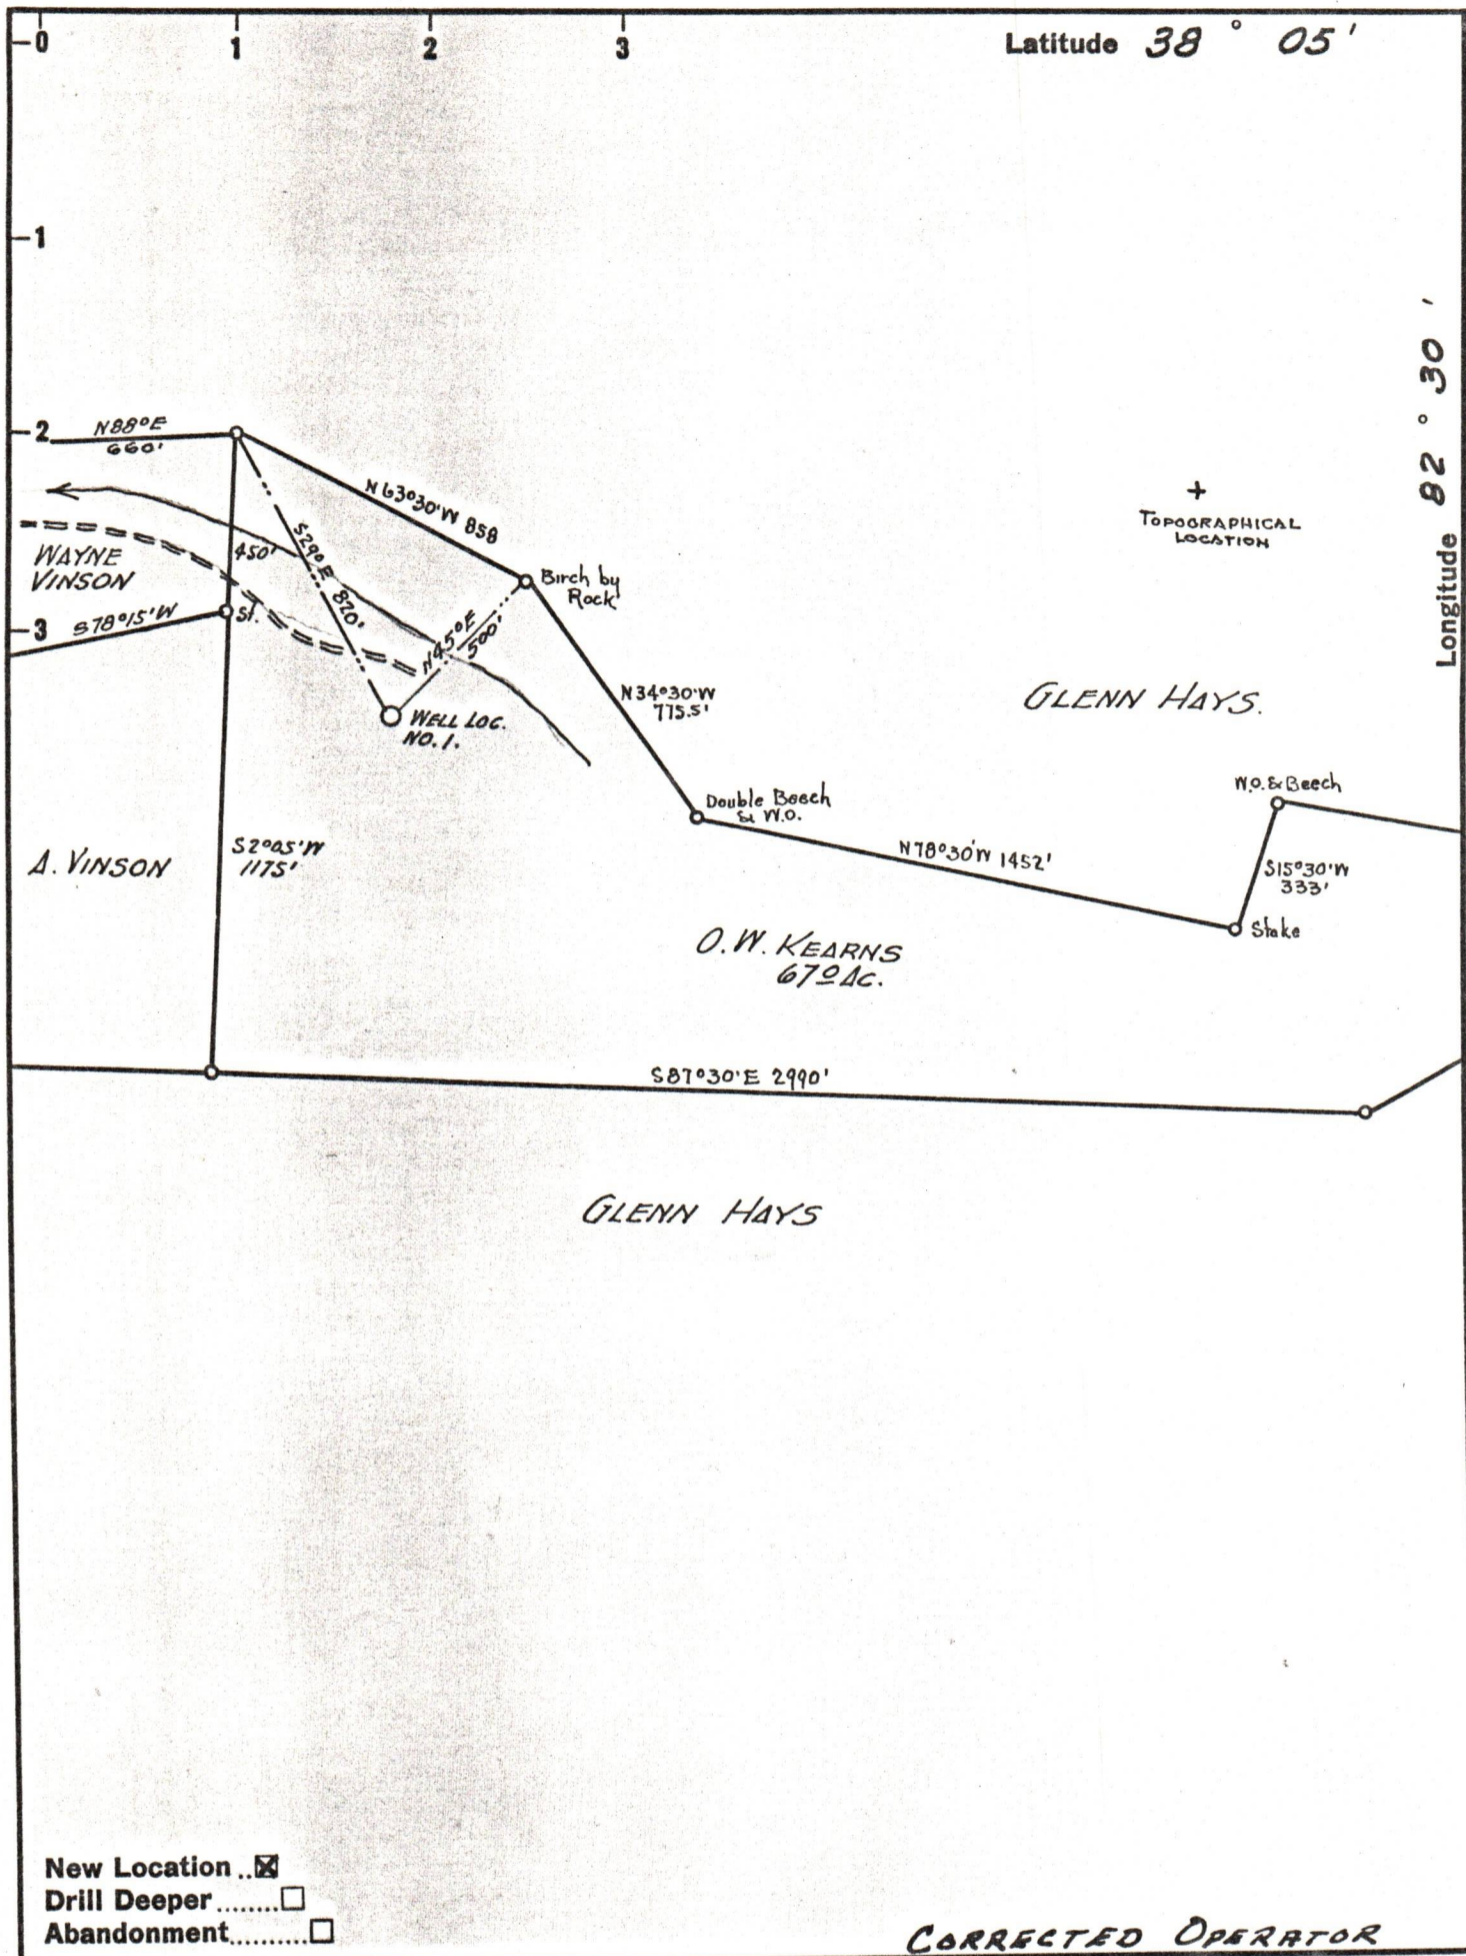 0
1
2
3
Latitude 38° 05'
1
Longitude 82° 30'
2
N88°E
660'
N63°30'W 858
+
TOPOGRAPHICAL
LOCATION
S29°E 820'
450'
WAYNE
VINSON
Birch by
Rock
S78°15'W
3
St.
N45°E
500'
WELL LOC.
NO. 1.
N34°30'W
775.5'
GLENN HAYS.
W.O. & Beech
Double Beech
& W.O.
S2°05'W
1175'
A. VINSON
N78°30'W 1452'
S15°30'W
333'
Stake
O.W. KEARNS
67 0 AC.
S87°30'E 2990'
GLENN HAYS
New Location ..☒
Drill Deeper ........☐
Abandonment..........☐
CORRECTED OPERATOR